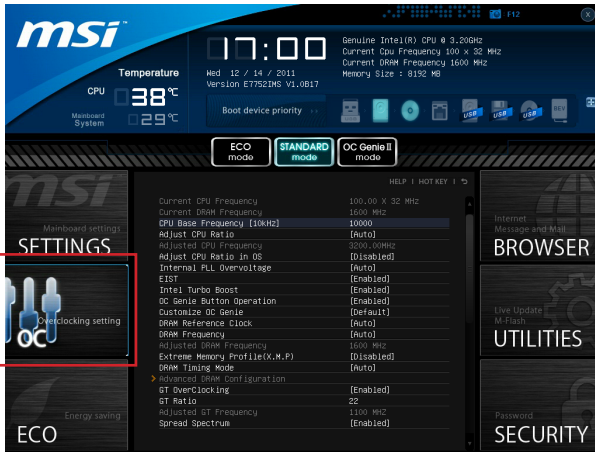 msi
F12
X
17:00
Genuine Intel(R) CPU @ 3.20GHz
Current Cpu Frequency 100 x 32 MHz
Current DRAM Frequency 1600 MHz
Memory Size : 8192 MB
Wed 12 / 14 / 2011
Version E7752IMS V1.0B17
Temperature
CPU 38°C
Mainboard
System 29°C
Boot device priority
USB USB USB REV
ECO
mode
STANDARD
mode
OC Genie II
mode
HELP | HOT KEY |
msi
Mainboard settings
SETTINGS
Overclocking setting
OC
Energy saving
ECO
Current CPU Frequency 100.00 X 32 MHZ
Current DRAM Frequency 1600 MHz
CPU Base Frequency [10kHz] 10000
Adjust CPU Ratio [Auto]
Adjusted CPU Frequency 3200.00MHz
Adjust CPU Ratio in OS [Disabled]
Internal PLL Overvoltage [Auto]
EIST [Enabled]
Intel Turbo Boost [Enabled]
OC Genie Button Operation [Enabled]
Customize OC Genie [Default]
DRAM Reference Clock [Auto]
DRAM Frequency [Auto]
Adjusted DRAM Frequency 1600 MHz
Extreme Memory Profile(X.M.P) [Disabled]
DRAM Timing Mode [Auto]
> Advanced DRAM Configuration
GT OverClocking [Enabled]
GT Ratio 22
Adjusted GT Frequency 1100 MHZ
Spread Spectrum [Enabled]
Internet
Message and Mail
BROWSER
Live Update
M-Flash
UTILITIES
Password
SECURITY